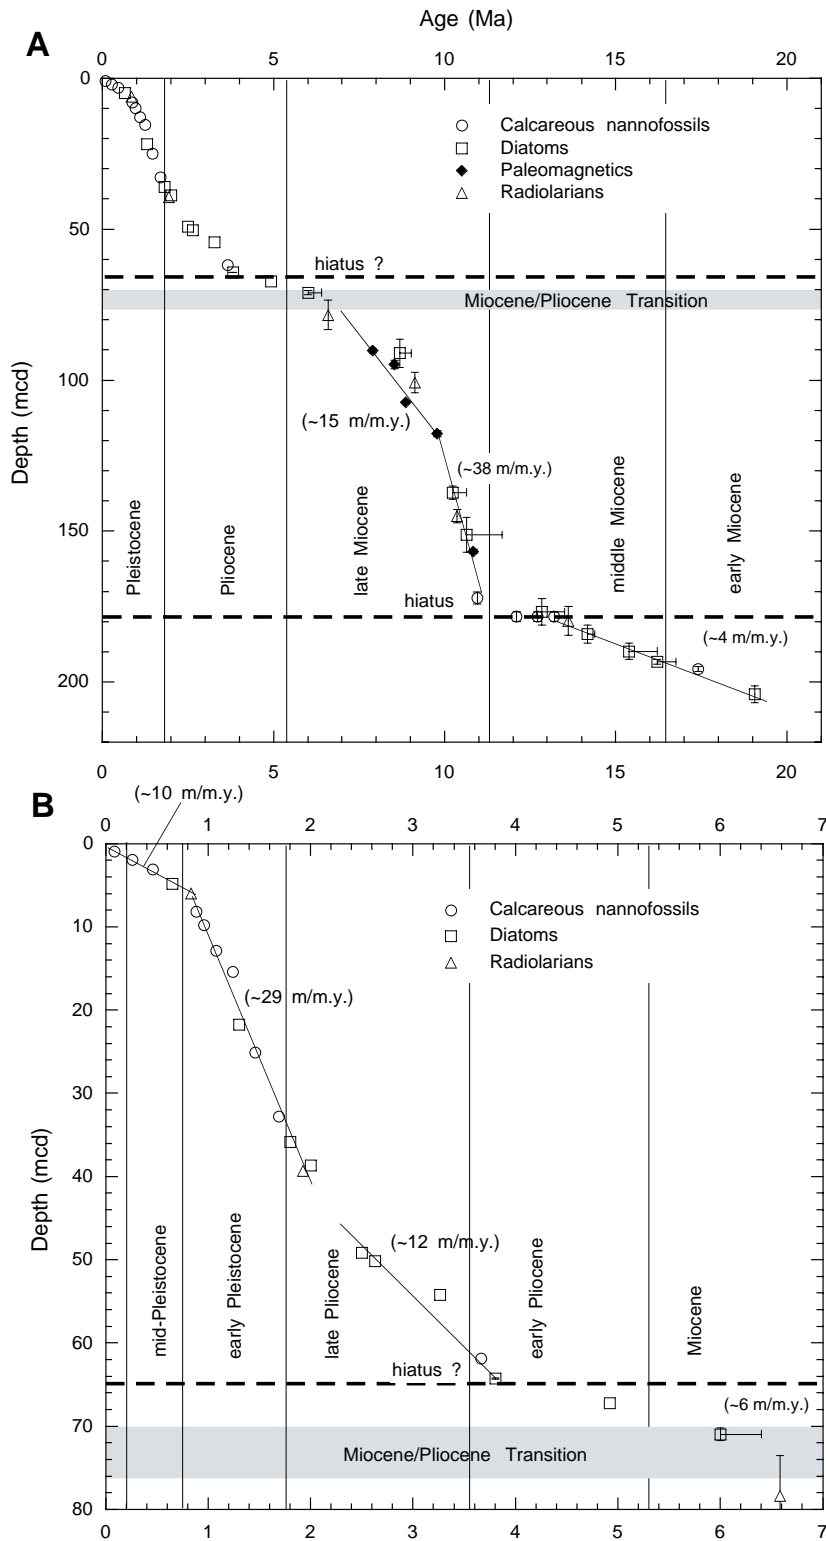 Age (Ma)
A
0 5 10 15 20
0
Calcareous nannofossils
Diatoms
Paleomagnetics
Radiolarians
50
hiatus ?
Miocene/Pliocene Transition
100
(~15 m/m.y.)
(~38 m/m.y.)
Depth (mcd)
Pleistocene
Pliocene
late Miocene
middle Miocene
early Miocene
150
hiatus
(~4 m/m.y.)
200
0 5 10 15 20
B
(~10 m/m.y.)
0 1 2 3 4 5 6 7
0
Calcareous nannofossils
Diatoms
Radiolarians
10
(~29 m/m.y.)
20
30
40
Depth (mcd)
mid-Pleistocene
early Pleistocene
late Pliocene
(~12 m/m.y.)
early Pliocene
Miocene
50
60
hiatus ?
(~6 m/m.y.)
70
Miocene/Pliocene Transition
80
0 1 2 3 4 5 6 7